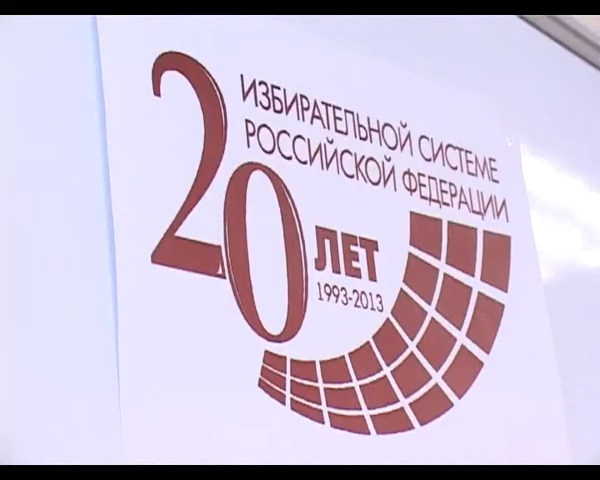 20
ИЗБИРАТЕЛЬНОЙ СИСТЕМЕ
РОССИЙСКОЙ ФЕДЕРАЦИИ
ЛЕТ
1993-2013